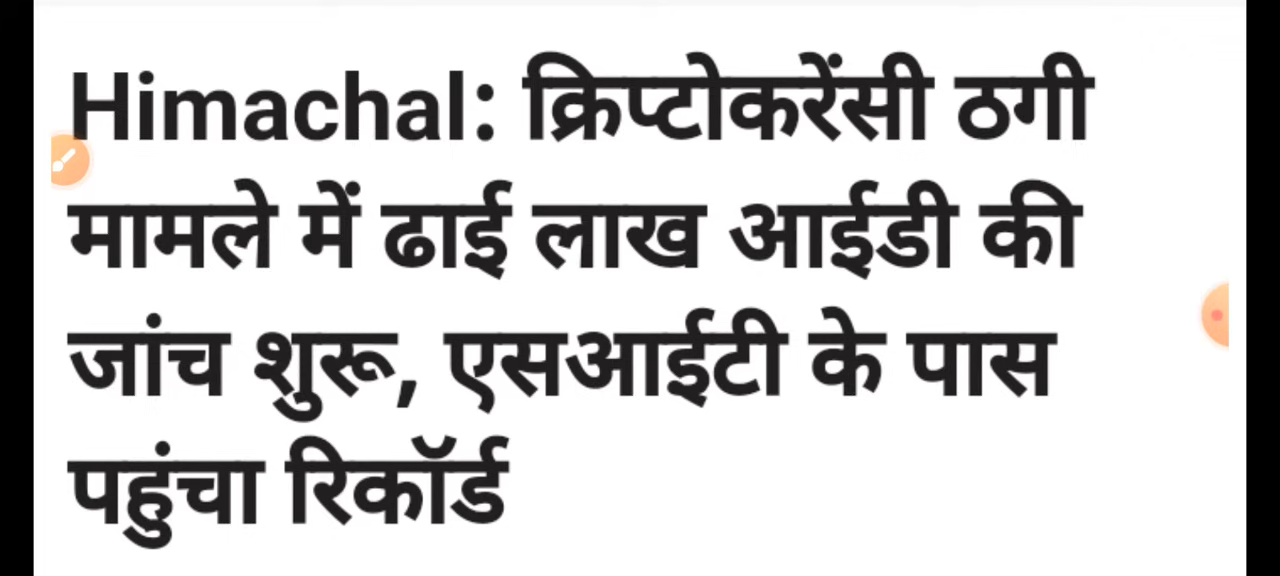 Himachal: क्रिप्टोकरेंसी ठगी
मामले में ढाई लाख आईडी की
जांच शुरू, एसआईटी के पास
पहुंचा रिकॉर्ड